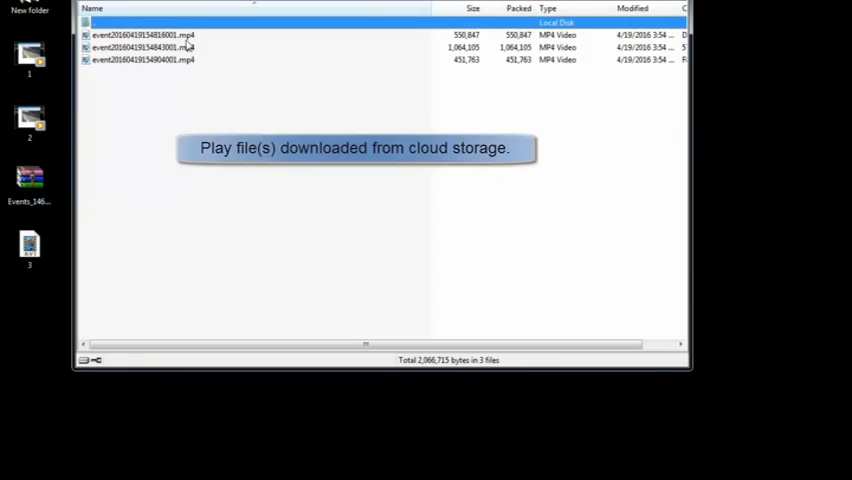 New folder
1
2
Events_146...
3
Name Size Packed Type Modified C
.. Local Disk
event20160419154816001.mp4 550,847 550,847 MP4 Video 4/19/2016 3:54 ... D
event20160419154843001.mp4 1,064,105 1,064,105 MP4 Video 4/19/2016 3:54 ... 5
event20160419154904001.mp4 451,763 451,763 MP4 Video 4/19/2016 3:54 ... F
Play file(s) downloaded from cloud storage.
Total 2,066,715 bytes in 3 files